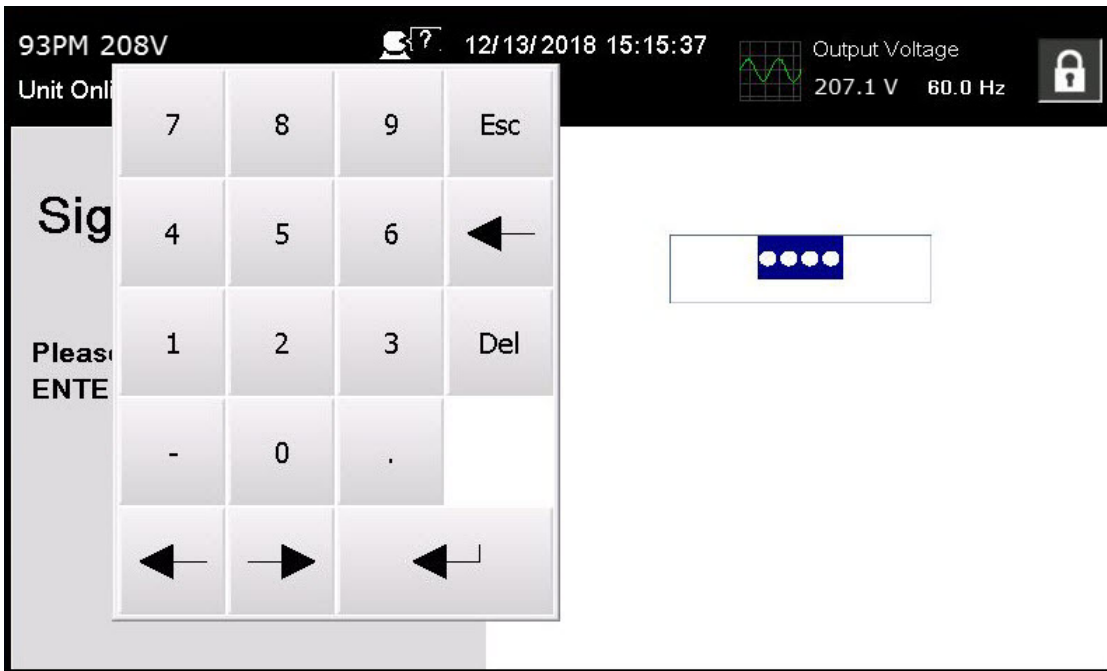 93PM 208V
?
12/13/2018 15:15:37
Output Voltage
207.1 V 60.0 Hz
Unit Onli
7 8 9 Esc
Sig
4 5 6
Pleas
ENTE
1 2 3 Del
- 0 .